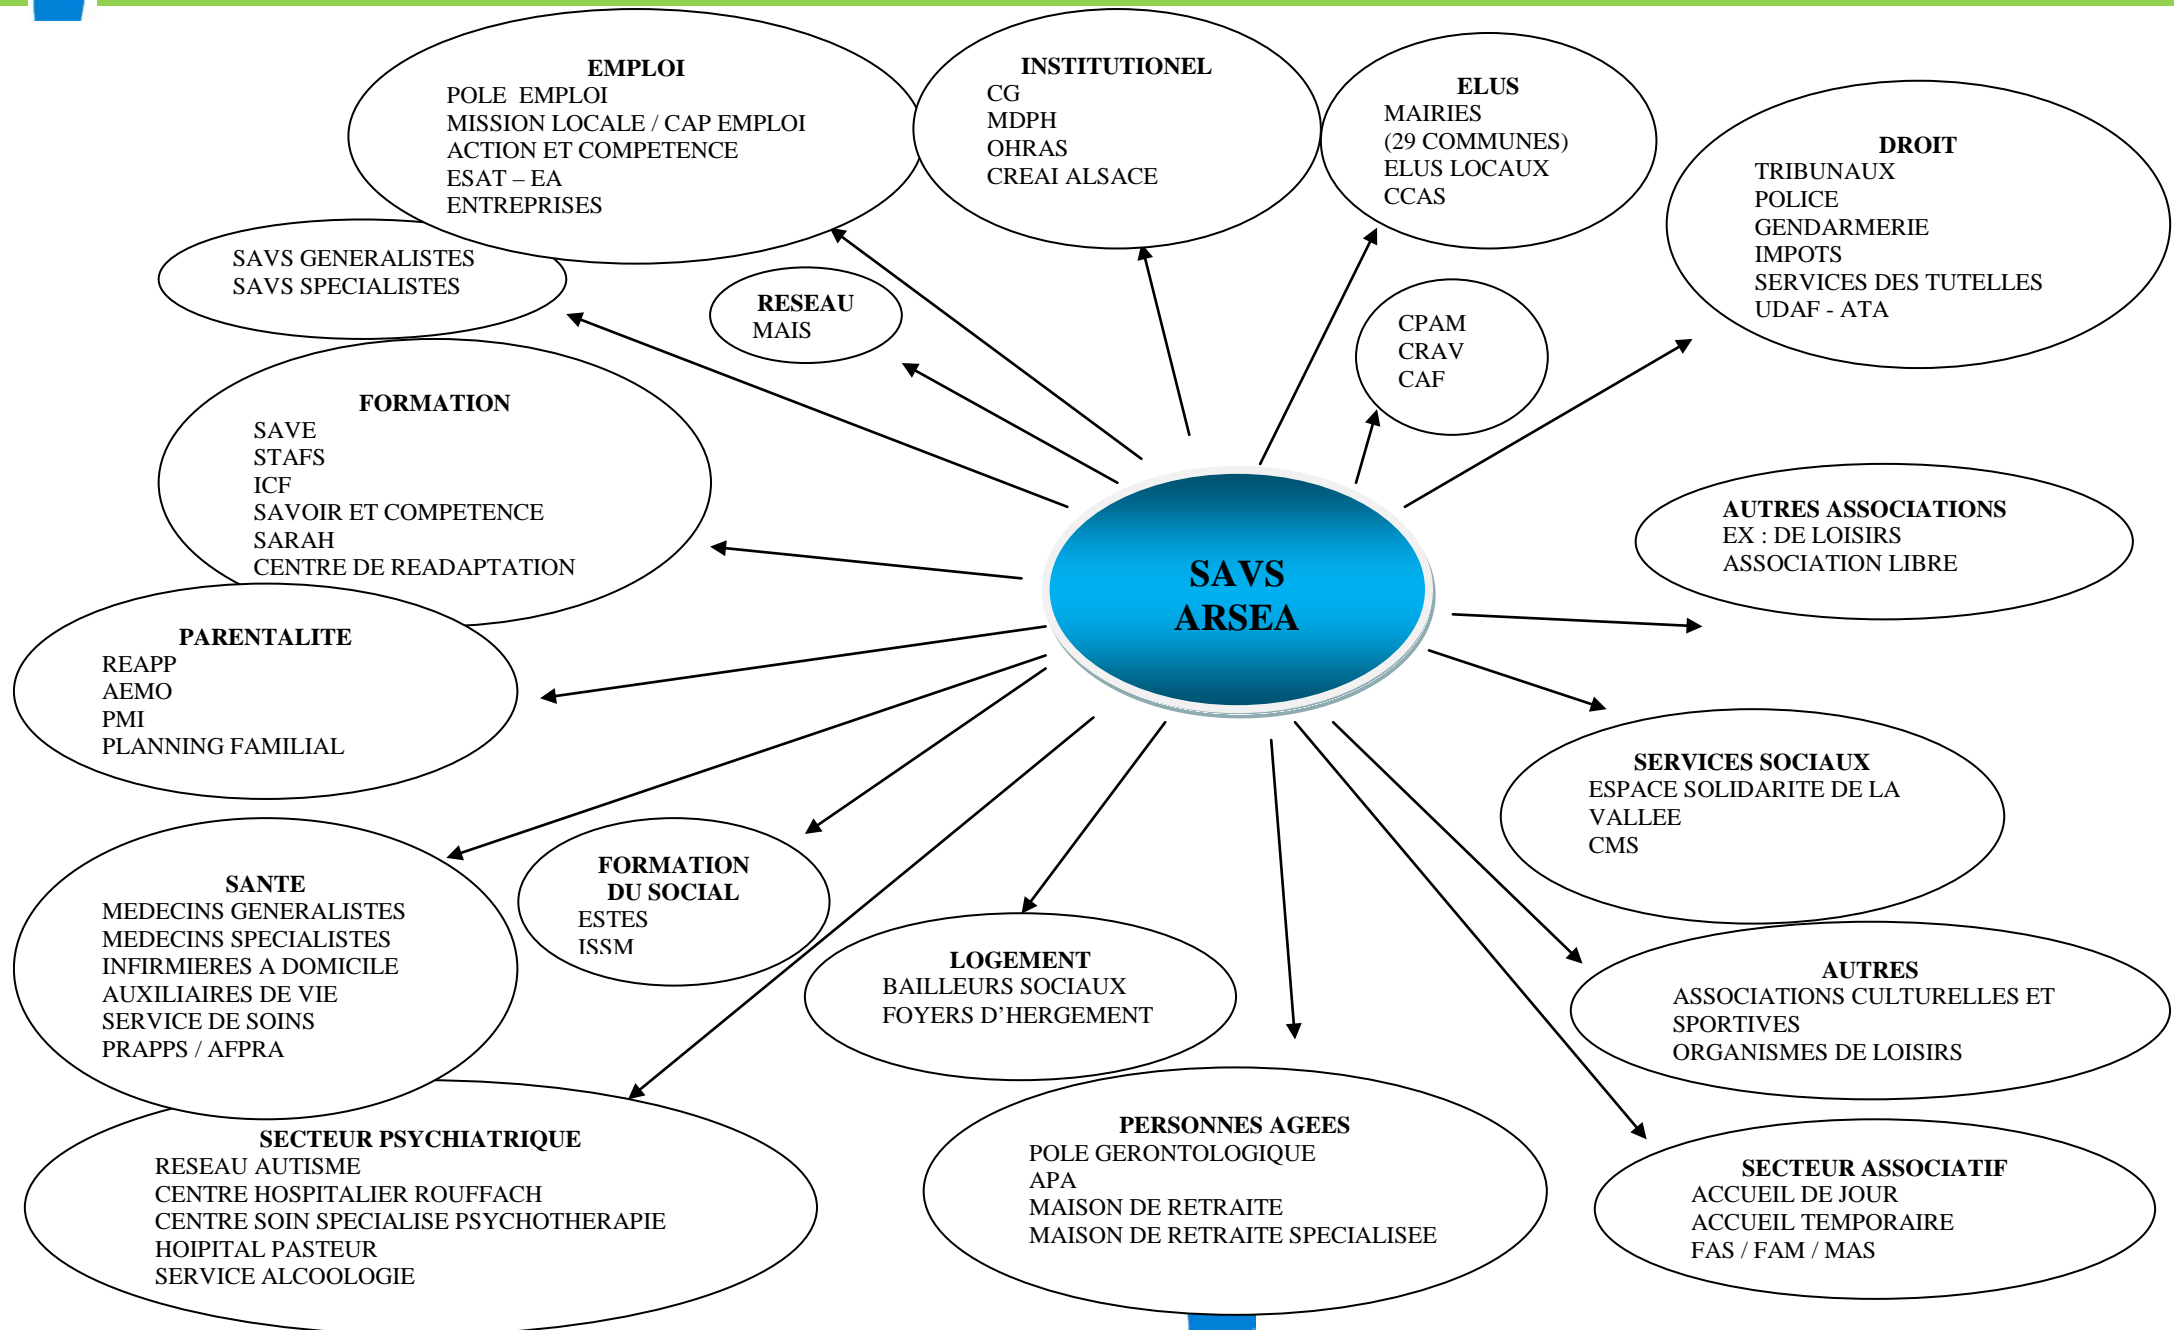 EMPLOI
POLE EMPLOI
MISSION LOCALE / CAP EMPLOI
ACTION ET COMPETENCE
ESAT – EA
ENTREPRISES
INSTITUTIONEL
CG
MDPH
OHRAS
CREAI ALSACE
ELUS
MAIRIES
(29 COMMUNES)
ELUS LOCAUX
CCAS
DROIT
TRIBUNAUX
POLICE
GENDARMERIE
IMPOTS
SERVICES DES TUTELLES
UDAF - ATA
SAVS GENERALISTES
SAVS SPECIALISTES
RESEAU
MAIS
CPAM
CRAV
CAF
FORMATION
SAVE
STAFS
ICF
SAVOIR ET COMPETENCE
SARAH
CENTRE DE READAPTATION
AUTRES ASSOCIATIONS
EX : DE LOISIRS
ASSOCIATION LIBRE
SAVS
ARSEA
PARENTALITE
REAPP
AEMO
PMI
PLANNING FAMILIAL
SERVICES SOCIAUX
ESPACE SOLIDARITE DE LA
VALLEE
CMS
SANTE
MEDECINS GENERALISTES
MEDECINS SPECIALISTES
INFIRMIERES A DOMICILE
AUXILIAIRES DE VIE
SERVICE DE SOINS
PRAPPS / AFPRA
FORMATION
DU SOCIAL
ESTES
ISSM
LOGEMENT
BAILLEURS SOCIAUX
FOYERS D’HERGEMENT
AUTRES
ASSOCIATIONS CULTURELLES ET
SPORTIVES
ORGANISMES DE LOISIRS
SECTEUR PSYCHIATRIQUE
RESEAU AUTISME
CENTRE HOSPITALIER ROUFFACH
CENTRE SOIN SPECIALISE PSYCHOTHERAPIE
HOIPITAL PASTEUR
SERVICE ALCOOLOGIE
PERSONNES AGEES
POLE GERONTOLOGIQUE
APA
MAISON DE RETRAITE
MAISON DE RETRAITE SPECIALISEE
SECTEUR ASSOCIATIF
ACCUEIL DE JOUR
ACCUEIL TEMPORAIRE
FAS / FAM / MAS